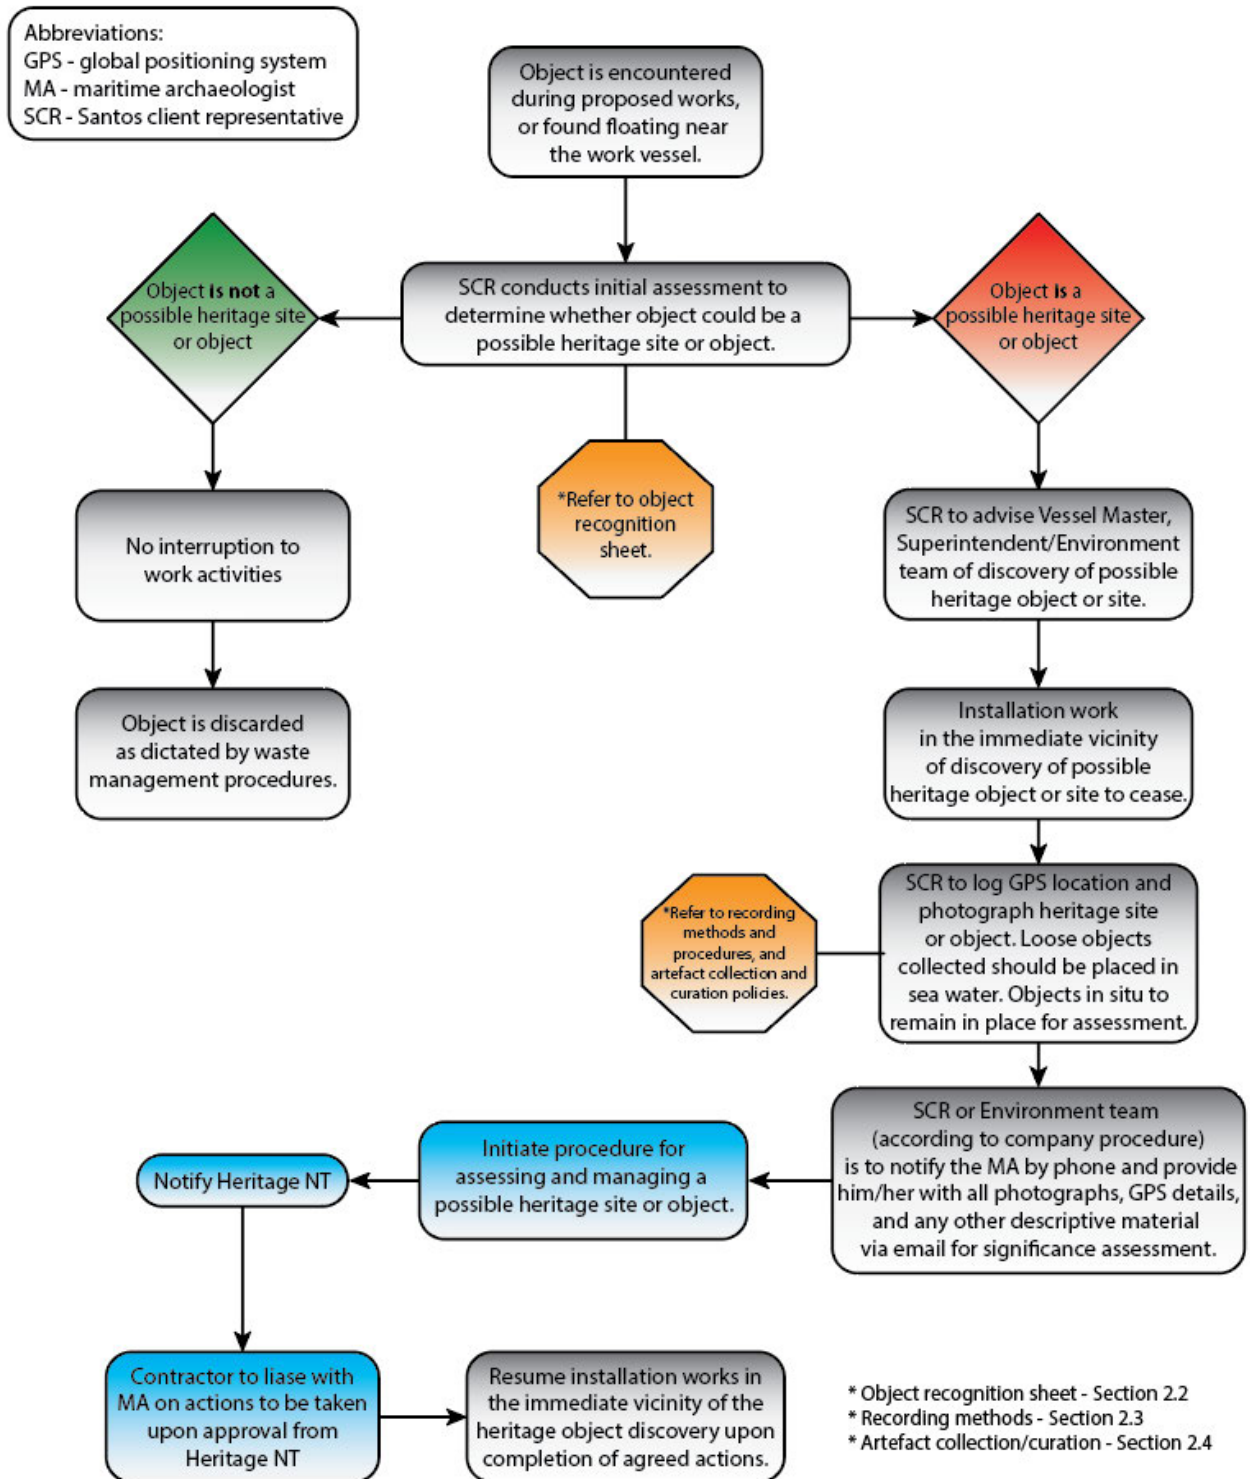 Abbreviations:
GPS - global positioning system
MA - maritime archaeologist
SCR - Santos client representative
Object is encountered
during proposed works,
or found floating near
the work vessel.
SCR conducts initial assessment to
determine whether object could be a
possible heritage site or object.
Object is not a
possible heritage site
or object
Object is a
possible heritage site
or object
*Refer to object
recognition
sheet.
No interruption to
work activities
Object is discarded
as dictated by waste
management procedures.
SCR to advise Vessel Master,
Superintendent/Environment
team of discovery of possible
heritage object or site.
Installation work
in the immediate vicinity
of discovery of possible
heritage object or site to cease.
SCR to log GPS location and
photograph heritage site
or object. Loose objects
collected should be placed in
sea water. Objects in situ to
remain in place for assessment.
*Refer to recording
methods and
procedures, and
artefact collection and
curation policies.
SCR or Environment team
(according to company procedure)
is to notify the MA by phone and provide
him/her with all photographs, GPS details,
and any other descriptive material
via email for significance assessment.
Initiate procedure for
assessing and managing a
possible heritage site or object.
Notify Heritage NT
Contractor to liase with
MA on actions to be taken
upon approval from
Heritage NT
Resume installation works in
the immediate vicinity of the
heritage object discovery upon
completion of agreed actions.
* Object recognition sheet - Section 2.2
* Recording methods - Section 2.3
* Artefact collection/curation - Section 2.4